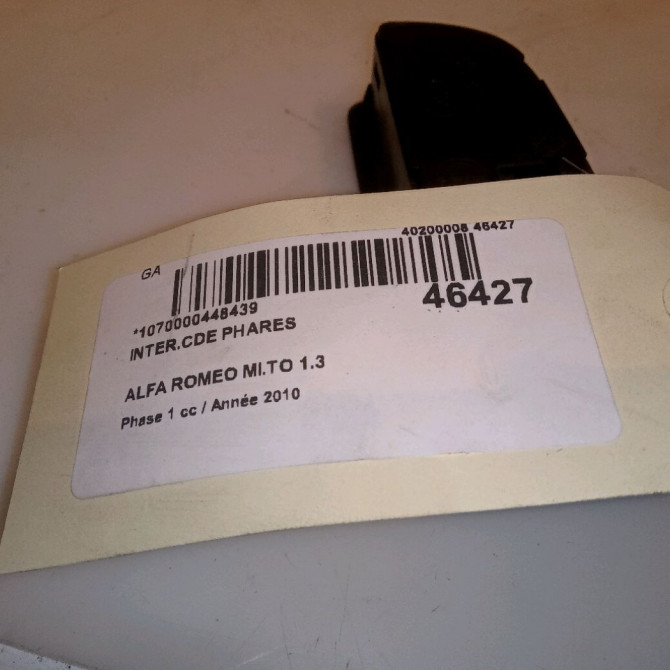 40200008 46427
GA
*1070000448439
46427
INTER.CDE PHARES
ALFA ROMEO MI.TO 1.3
Phase 1 cc / Année 2010